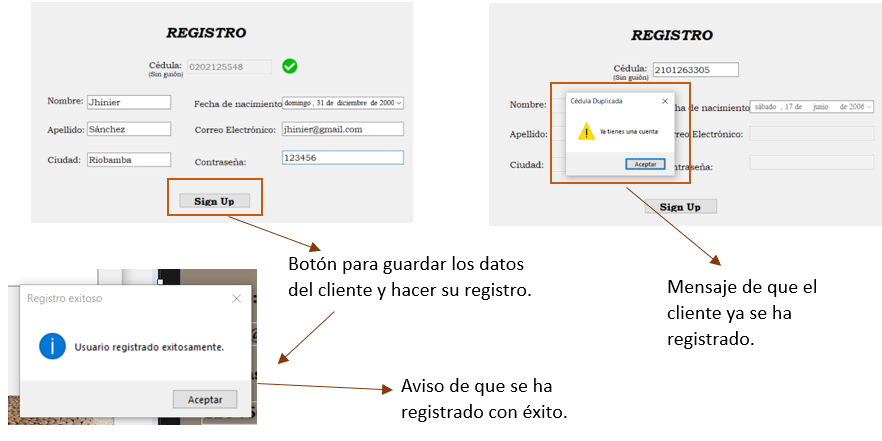 REGISTRO
Cédula: 0202125548
(Sin guión)
Nombre: Jhinier
Fecha de nacimiento domingo , 31 de diciembre de 2000
Apellido: Sánchez
Correo Electrónico: jhinier@gmail.com
Ciudad: Riobamba
Contraseña: 123456
Sign Up
REGISTRO
Cédula: 2101263305
(Sin guión)
Nombre:
ha de nacimiento sábado , 17 de junio de 2006
Apellido:
rreo Electrónico:
Ciudad:
ntraseña:
Cédula Duplicada
Ya tienes una cuenta
Aceptar
Sign Up
Botón para guardar los datos
del cliente y hacer su registro.
Mensaje de que el
cliente ya se ha
registrado.
Registro exitoso
Usuario registrado exitosamente.
Aceptar
Aviso de que se ha
registrado con éxito.